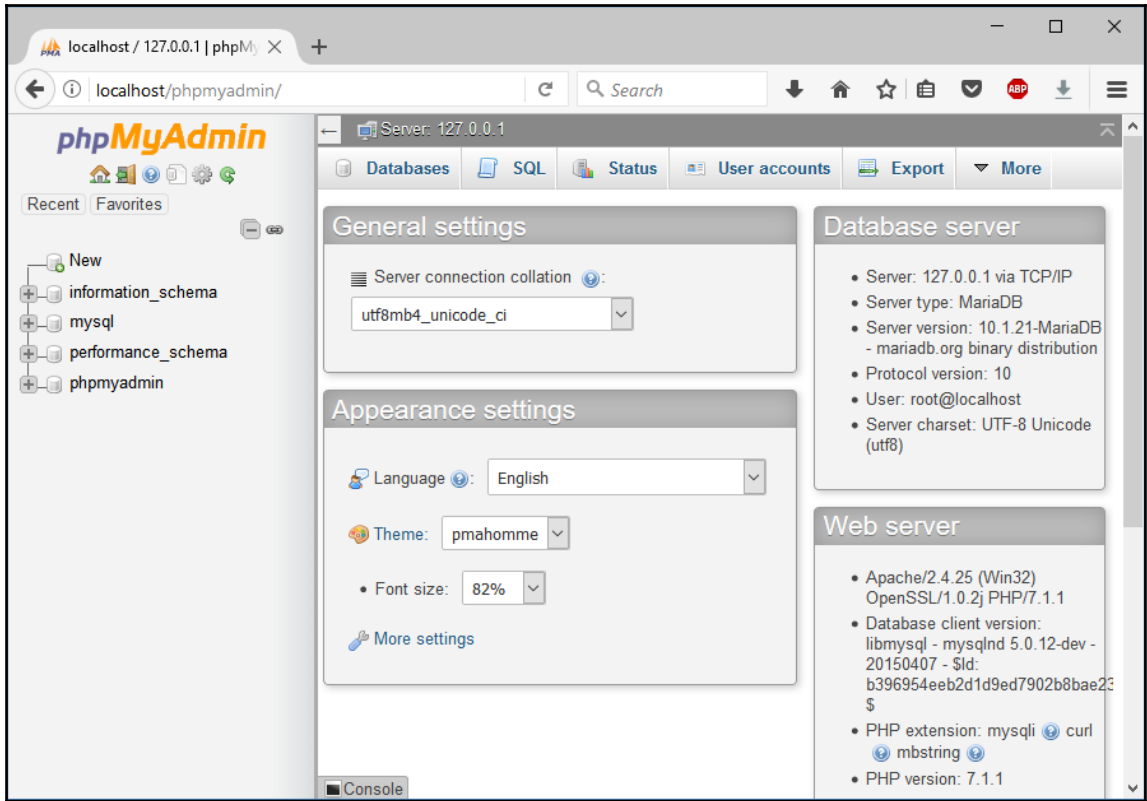 localhost / 127.0.0.1 | phpMy
localhost/phpmyadmin/
Search
ABP
phpMyAdmin
Recent
Favorites
New
information_schema
mysql
performance_schema
phpmyadmin
Server: 127.0.0.1
Databases
SQL
Status
User accounts
Export
More
General settings
Server connection collation :
utf8mb4_unicode_ci
Appearance settings
Language :
English
Theme:
pmahomme
Font size:
82%
More settings
Console
Database server
Server: 127.0.0.1 via TCP/IP
Server type: MariaDB
Server version: 10.1.21-MariaDB
- mariadb.org binary distribution
Protocol version: 10
User: root@localhost
Server charset: UTF-8 Unicode
(utf8)
Web server
Apache/2.4.25 (Win32)
OpenSSL/1.0.2j PHP/7.1.1
Database client version:
libmysql - mysqlnd 5.0.12-dev -
20150407 - $Id:
b396954eeb2d1d9ed7902b8bae23
$
PHP extension: mysqli curl
mbstring
PHP version: 7.1.1